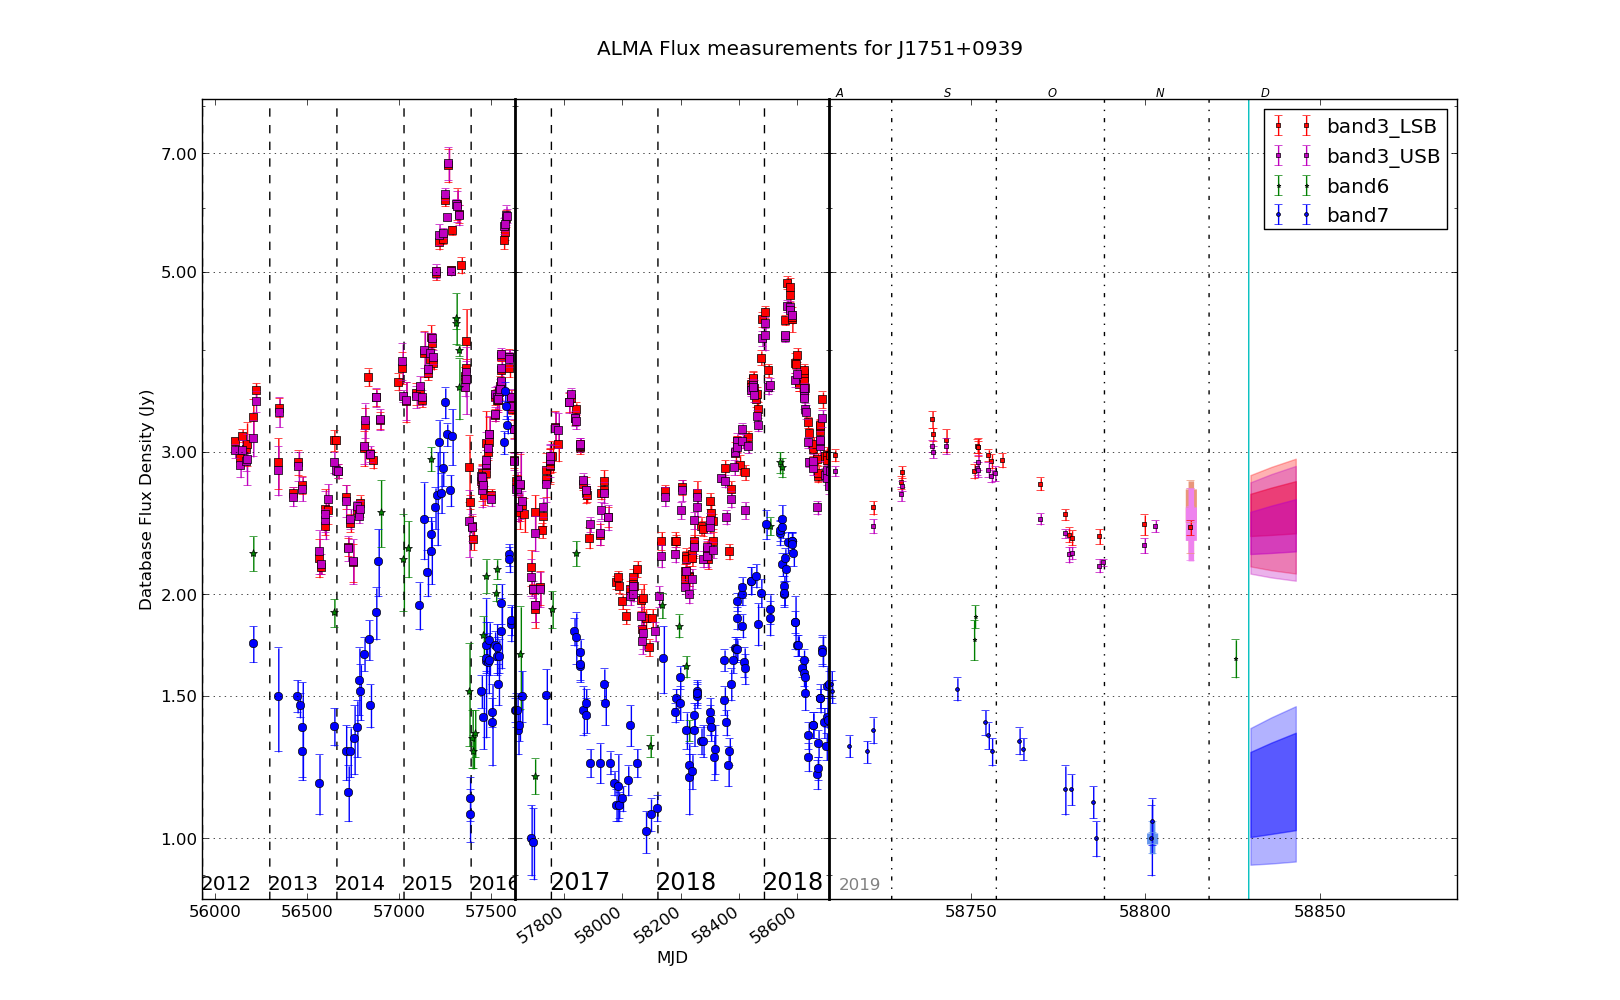 ALMA Flux measurements for J1751+0939
A S O N D
band3_LSB
band3_USB
band6
band7
7.00
5.00
3.00
2.00
1.50
1.00
Database Flux Density (Jy)
2012 2013 2014 2015 2016 2017 2018 2018 2019
56000 56500 57000 57500 57800 58000 58200 58400 58600 58750 58800 58850
MJD